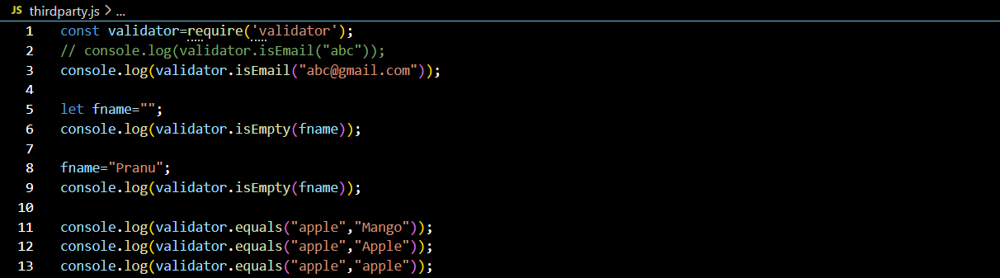 JS thirdparty.js > ...
1 const validator=require('validator');
2 // console.log(validator.isEmail("abc"));
3 console.log(validator.isEmail("abc@gmail.com"));
4
5 let fname="";
6 console.log(validator.isEmpty(fname));
7
8 fname="Pranu";
9 console.log(validator.isEmpty(fname));
10
11 console.log(validator.equals("apple","Mango"));
12 console.log(validator.equals("apple","Apple"));
13 console.log(validator.equals("apple","apple"));